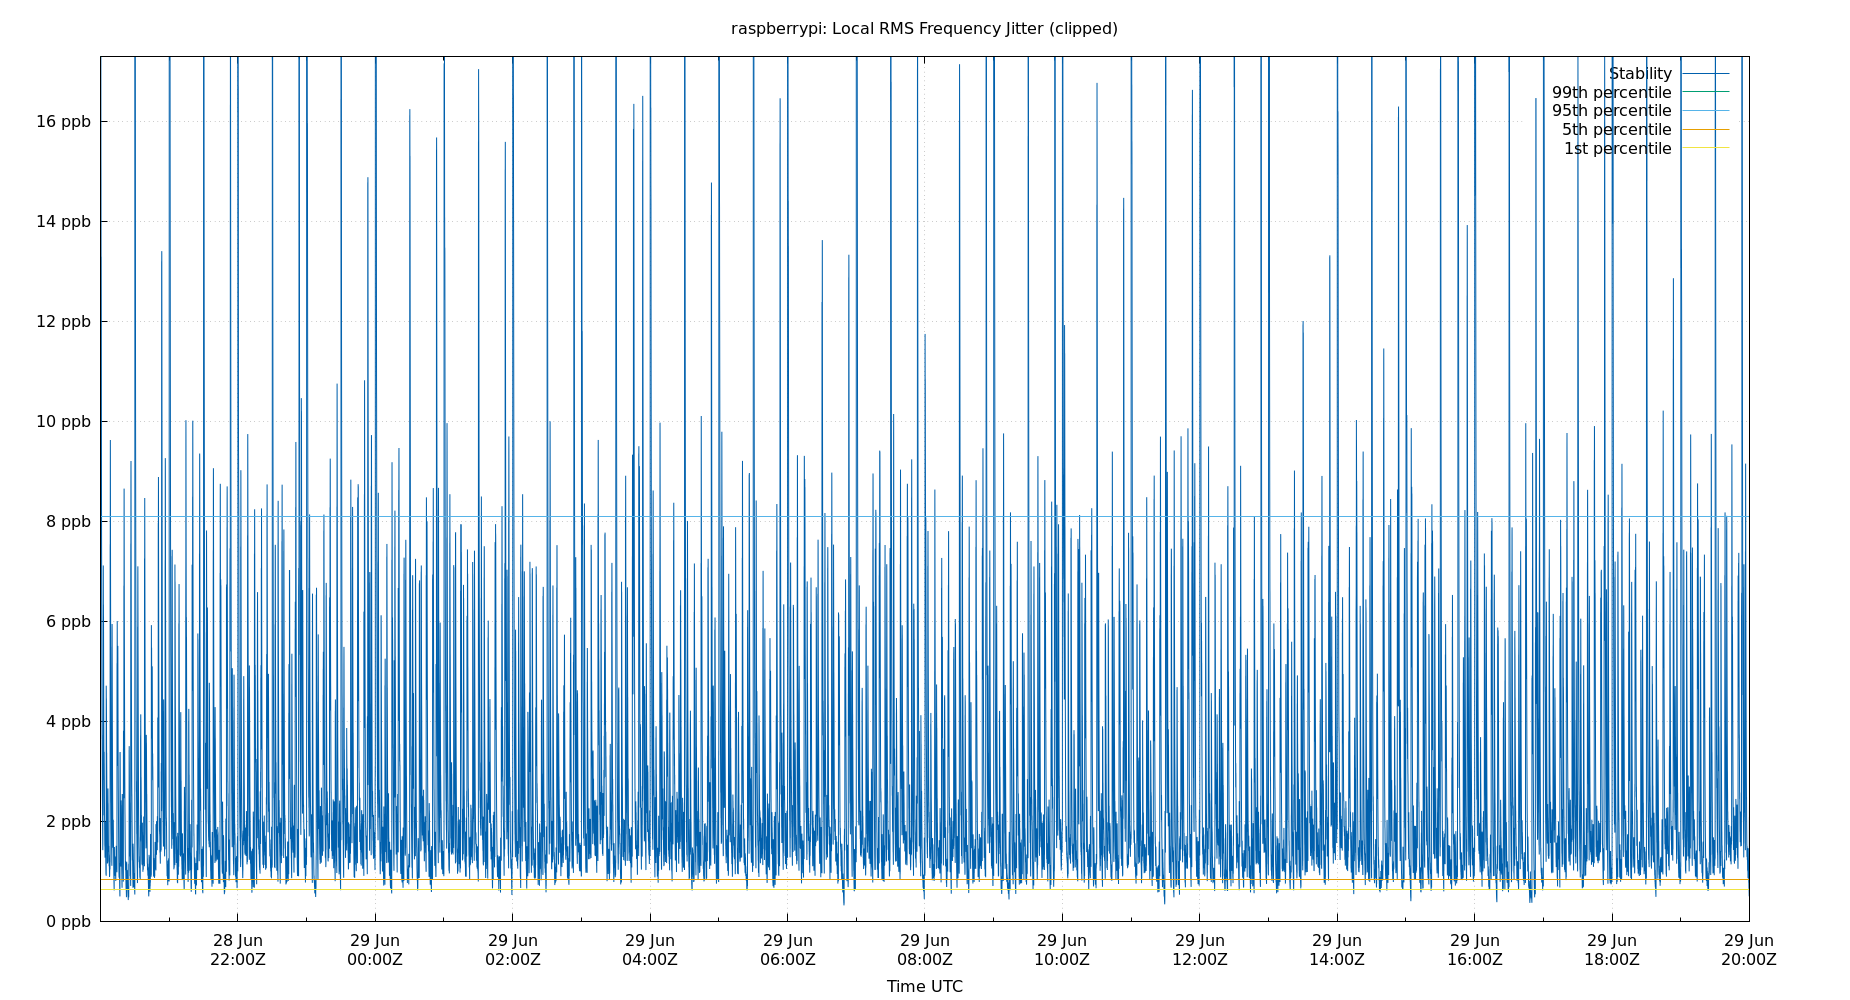 raspberrypi: Local RMS Frequency Jitter (clipped)
Stability
99th percentile
95th percentile
5th percentile
1st percentile
16 ppb
14 ppb
12 ppb
10 ppb
8 ppb
6 ppb
4 ppb
2 ppb
0 ppb
28 Jun 29 Jun 29 Jun 29 Jun 29 Jun 29 Jun 29 Jun 29 Jun 29 Jun 29 Jun 29 Jun 29 Jun
22:00Z 00:00Z 02:00Z 04:00Z 06:00Z 08:00Z 10:00Z 12:00Z 14:00Z 16:00Z 18:00Z 20:00Z
Time UTC